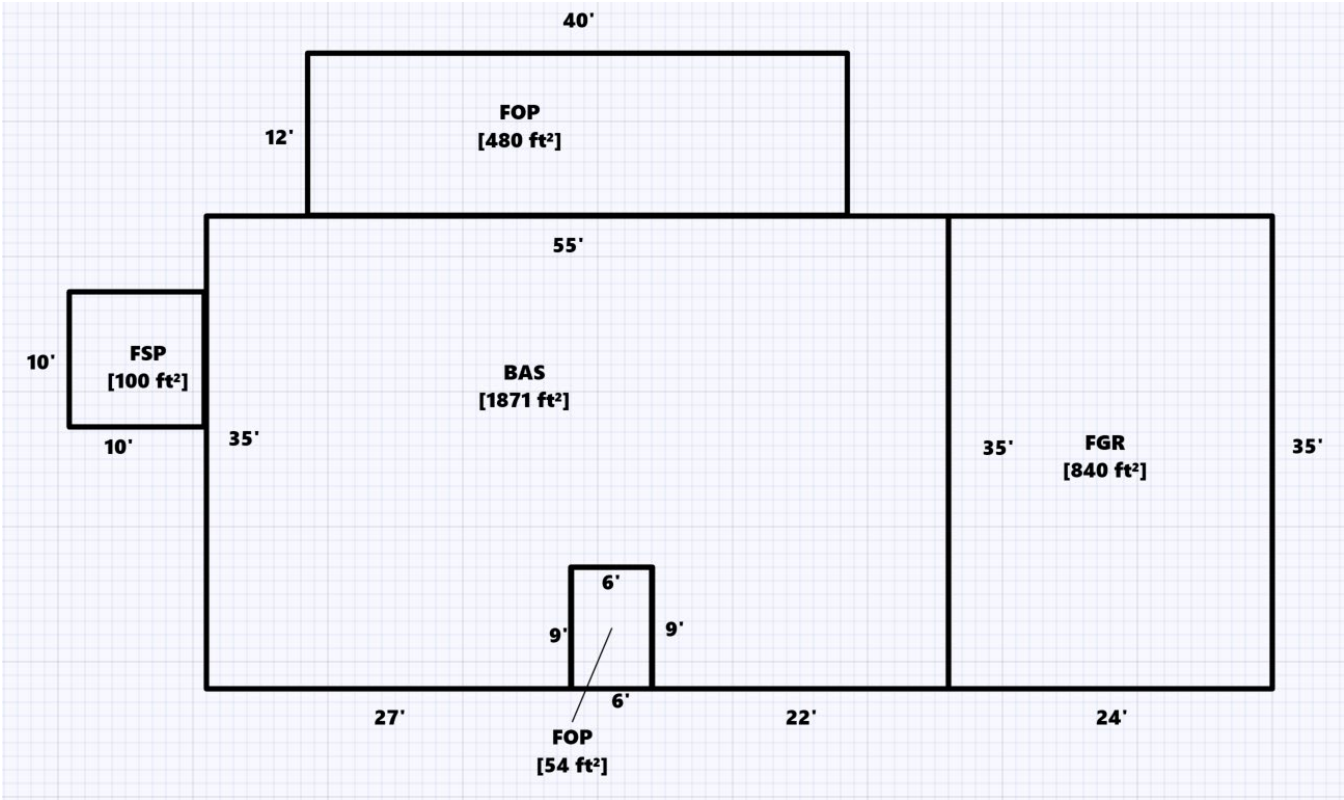 40'
12'
FOP
[480 ft²]
55'
10'
FSP
[100 ft²]
10'
35'
BAS
[1871 ft²]
35'
FGR
[840 ft²]
35'
6'
9'
9'
6'
27'
22'
24'
FOP
[54 ft²]